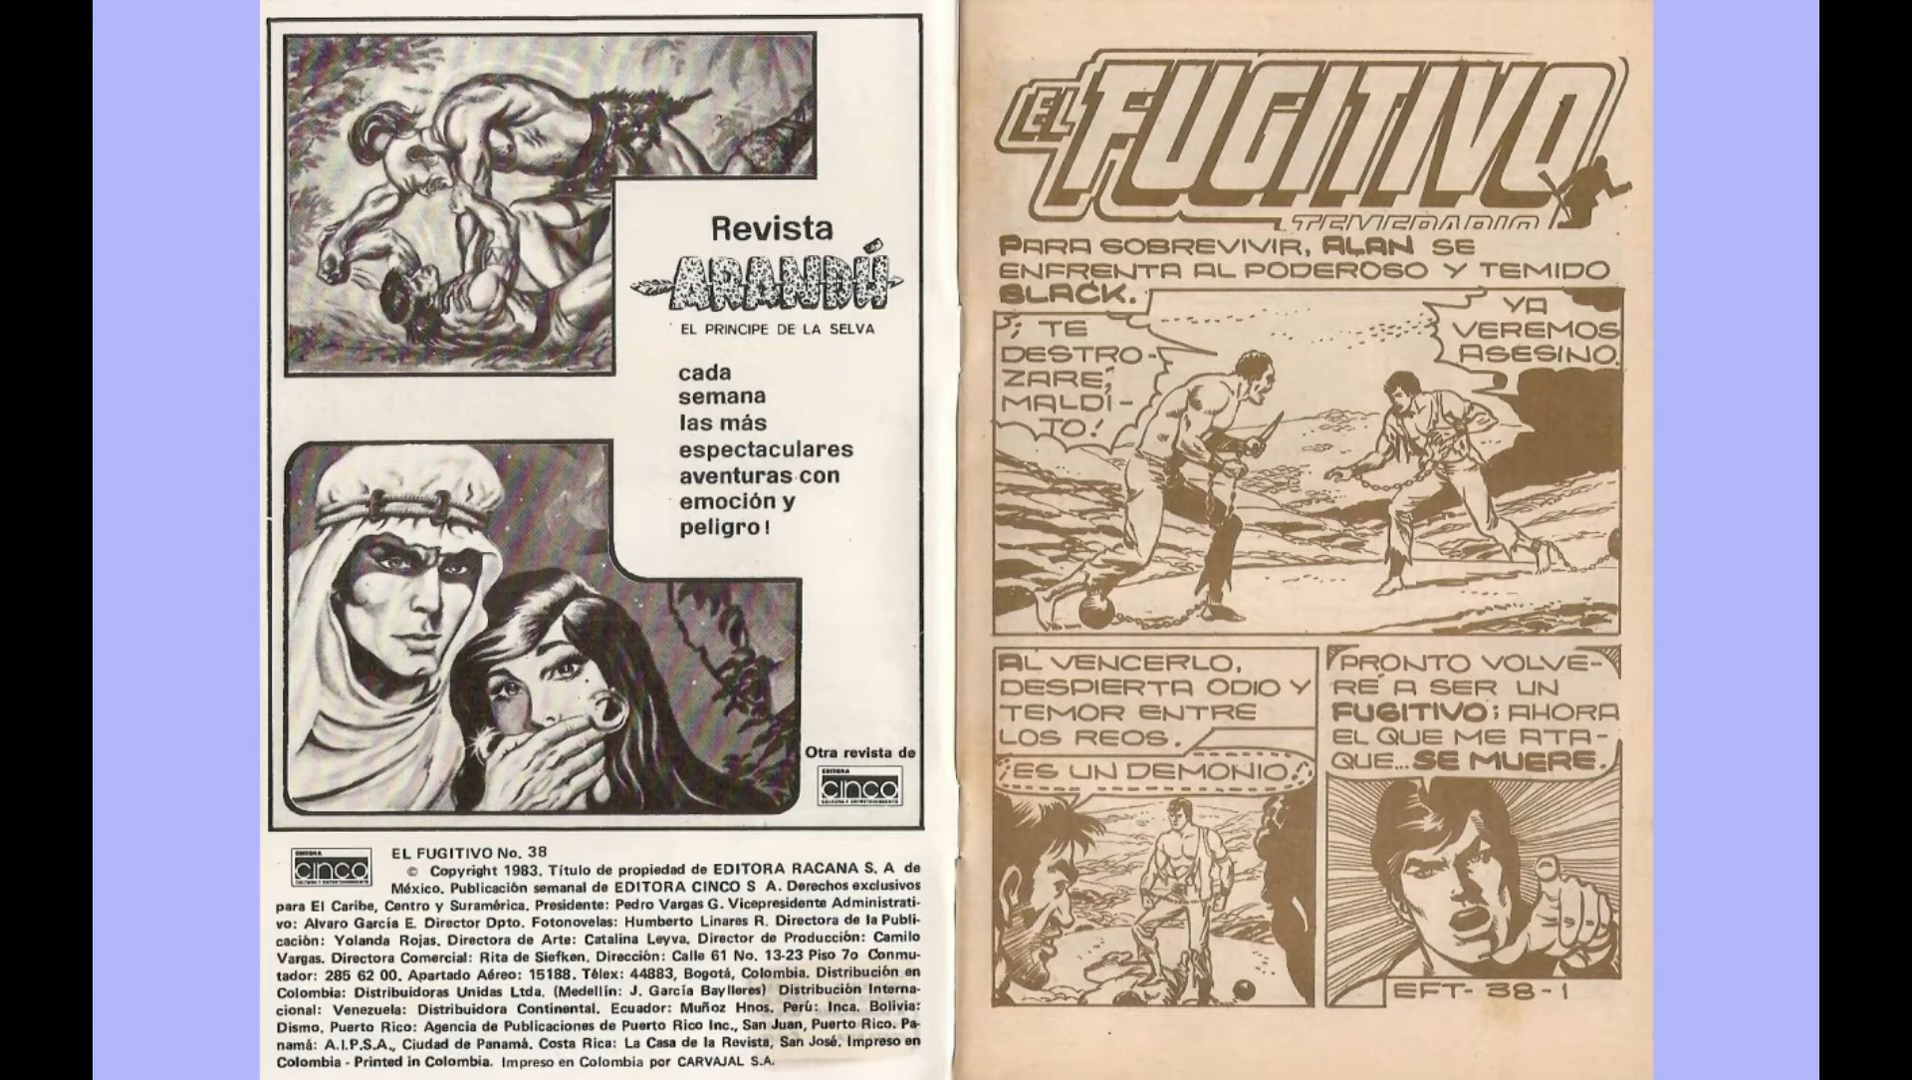 Revista
ARANDÚ
EL PRINCIPE DE LA SELVA
cada
semana
las más
espectaculares
aventuras con
emoción y
peligro!
Otra revista de
EDITORA
CINCO
EDITORA
CINCO
EL FUGITIVO No. 38
© Copyright 1983. Título de propiedad de EDITORA RACANA S. A de
México. Publicación semanal de EDITORA CINCO S A. Derechos exclusivos
para El Caribe, Centro y Suramérica. Presidente: Pedro Vargas G. Vicepresidente Administrati-
vo: Alvaro García E. Director Dpto. Fotonovelas: Humberto Linares R. Directora de la Publi-
cación: Yolanda Rojas. Directora de Arte: Catalina Leyva. Director de Producción: Camilo
Vargas. Directora Comercial: Rita de Siefken. Dirección: Calle 61 No. 13-23 Piso 7o Conmu-
tador: 285 62 00. Apartado Aéreo: 15188. Télex: 44883, Bogotá, Colombia. Distribución en
Colombia: Distribuidoras Unidas Ltda. (Medellín: J. García Baylleres) Distribución Interna-
cional: Venezuela: Distribuidora Continental. Ecuador: Muñoz Hnos. Perú: Inca. Bolivia:
Dismo, Puerto Rico: Agencia de Publicaciones de Puerto Rico Inc., San Juan, Puerto Rico. Pa-
namá: A.I.P.S.A., Ciudad de Panamá. Costa Rica: La Casa de la Revista, San José. Impreso en
Colombia - Printed in Colombia. Impreso en Colombia por CARVAJAL S.A.
EL FUGITIVO
TEMERARIO
PARA SOBREVIVIR, ALAN SE
ENFRENTA AL PODEROSO Y TEMIDO
BLACK.
¡TE
DESTRO-
ZARE,
MALDI-
TO!
YA
VEREMOS
ASESINO.
AL VENCERLO,
DESPIERTA ODIO Y
TEMOR ENTRE
LOS REOS.
¡ES UN DEMONIO!
PRONTO VOLVE-
RÉ A SER UN
FUGITIVO; AHORA
EL QUE ME ATA-
QUE... SE MUERE.
EFT-38-1